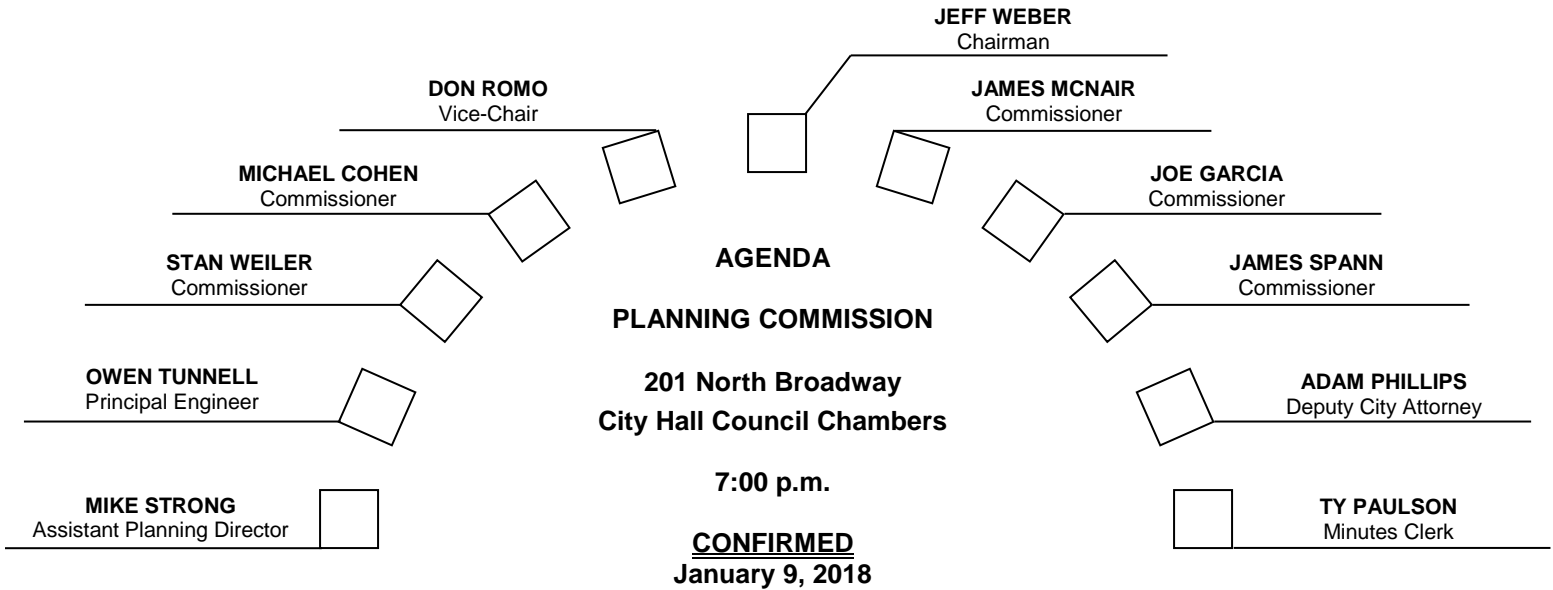 JEFF WEBER
Chairman
DON ROMO
Vice-Chair
JAMES MCNAIR
Commissioner
MICHAEL COHEN
Commissioner
JOE GARCIA
Commissioner
STAN WEILER
Commissioner
JAMES SPANN
Commissioner
OWEN TUNNELL
Principal Engineer
ADAM PHILLIPS
Deputy City Attorney
MIKE STRONG
Assistant Planning Director
TY PAULSON
Minutes Clerk
AGENDA
PLANNING COMMISSION
201 North Broadway
City Hall Council Chambers
7:00 p.m.
CONFIRMED
January 9, 2018